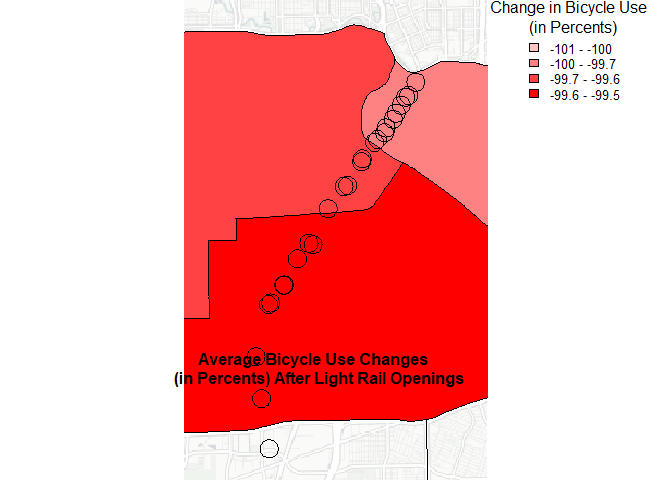 Change in Bicycle Use
(in Percents)
-101 - -100
-100 - -99.7
-99.7 - -99.6
-99.6 - -99.5
Average Bicycle Use Changes
(in Percents) After Light Rail Openings